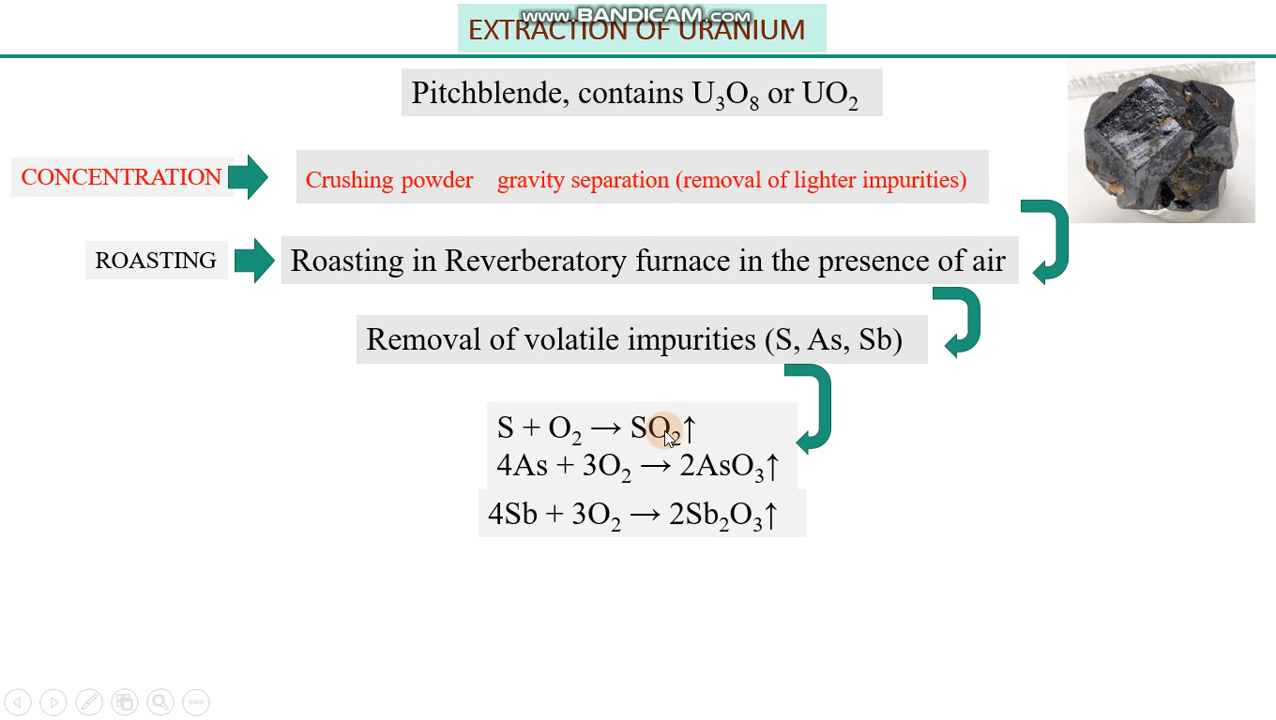 www.BANDICAM.com
EXTRACTION OF URANIUM
Pitchblende, contains U₃O₈ or UO₂
CONCENTRATION
Crushing powder gravity separation (removal of lighter impurities)
ROASTING
Roasting in Reverberatory furnace in the presence of air
Removal of volatile impurities (S, As, Sb)
S + O₂ → SO₂↑
4As + 3O₂ → 2AsO₃↑
4Sb + 3O₂ → 2Sb₂O₃↑